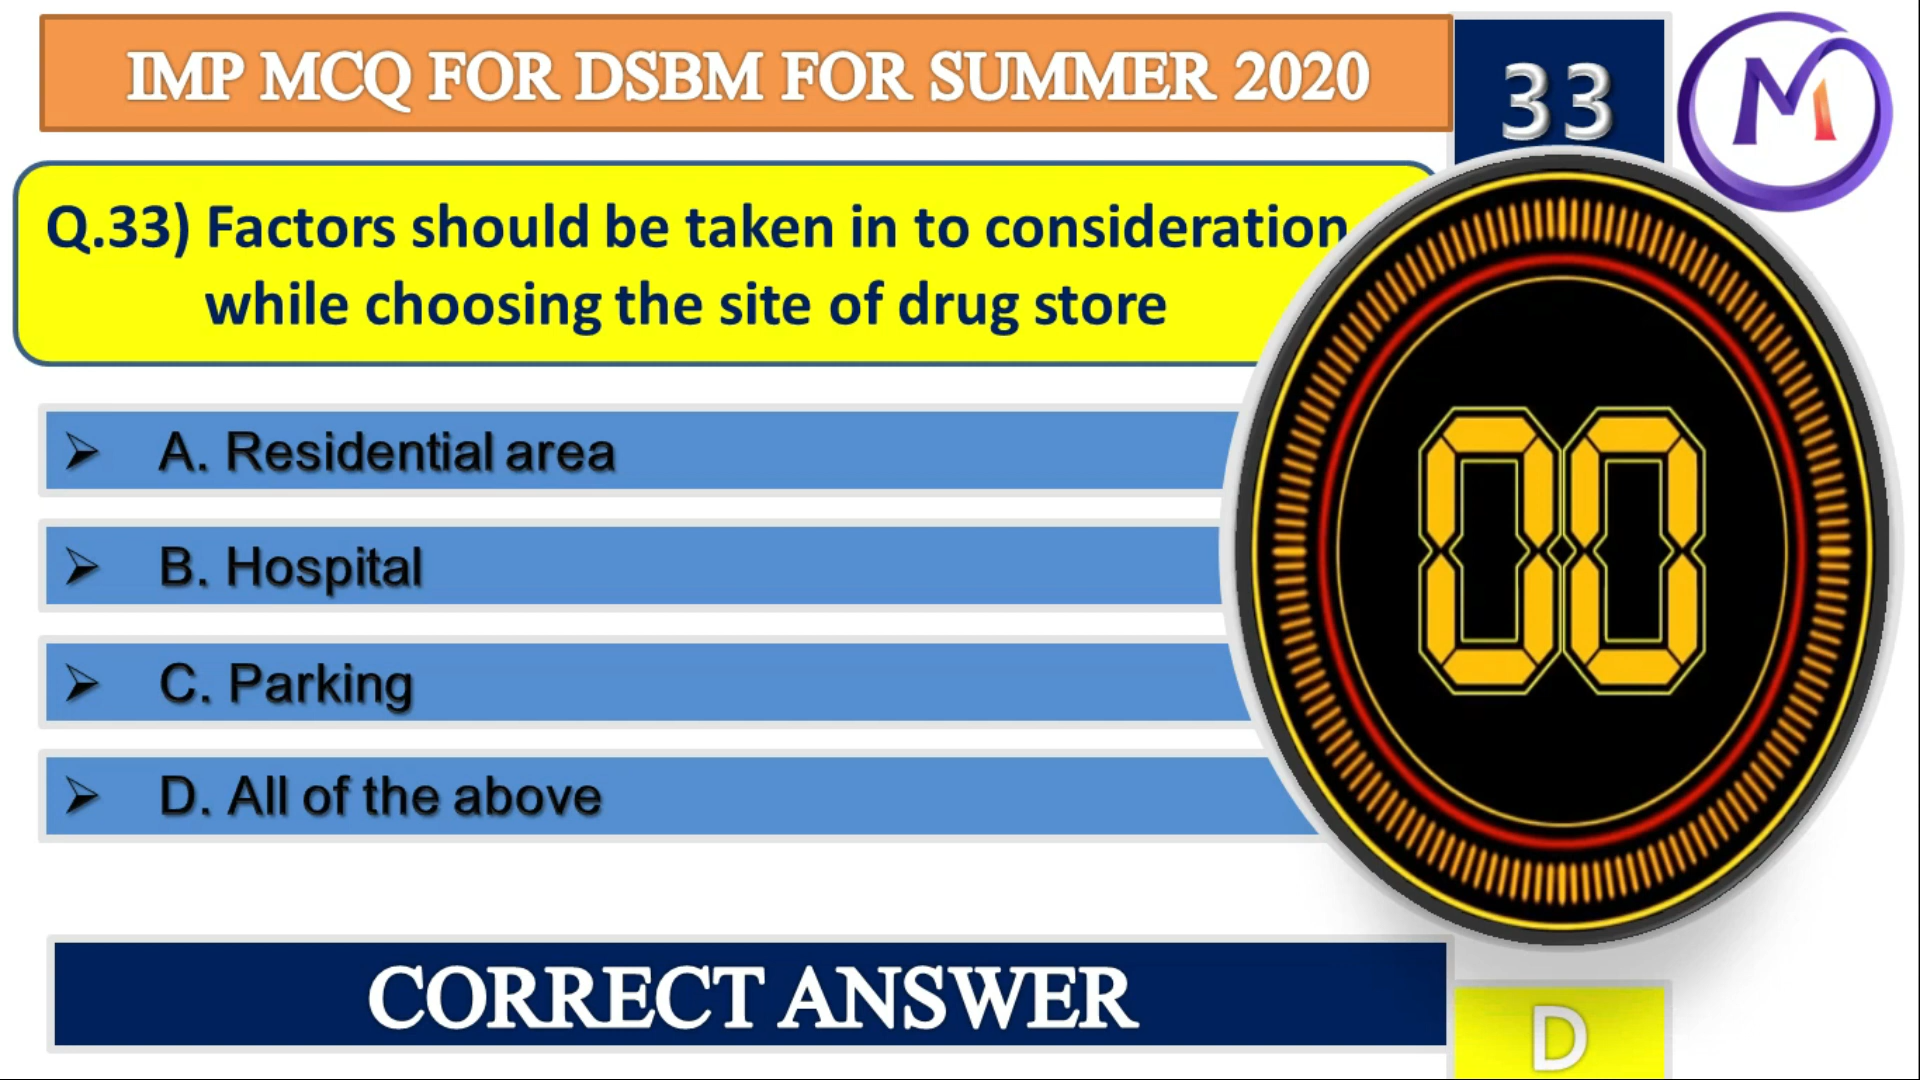 IMP MCQ FOR DSBM FOR SUMMER 2020
33
M
Q.33) Factors should be taken in to consideration
while choosing the site of drug store
A. Residential area
B. Hospital
C. Parking
D. All of the above
00
CORRECT ANSWER
D